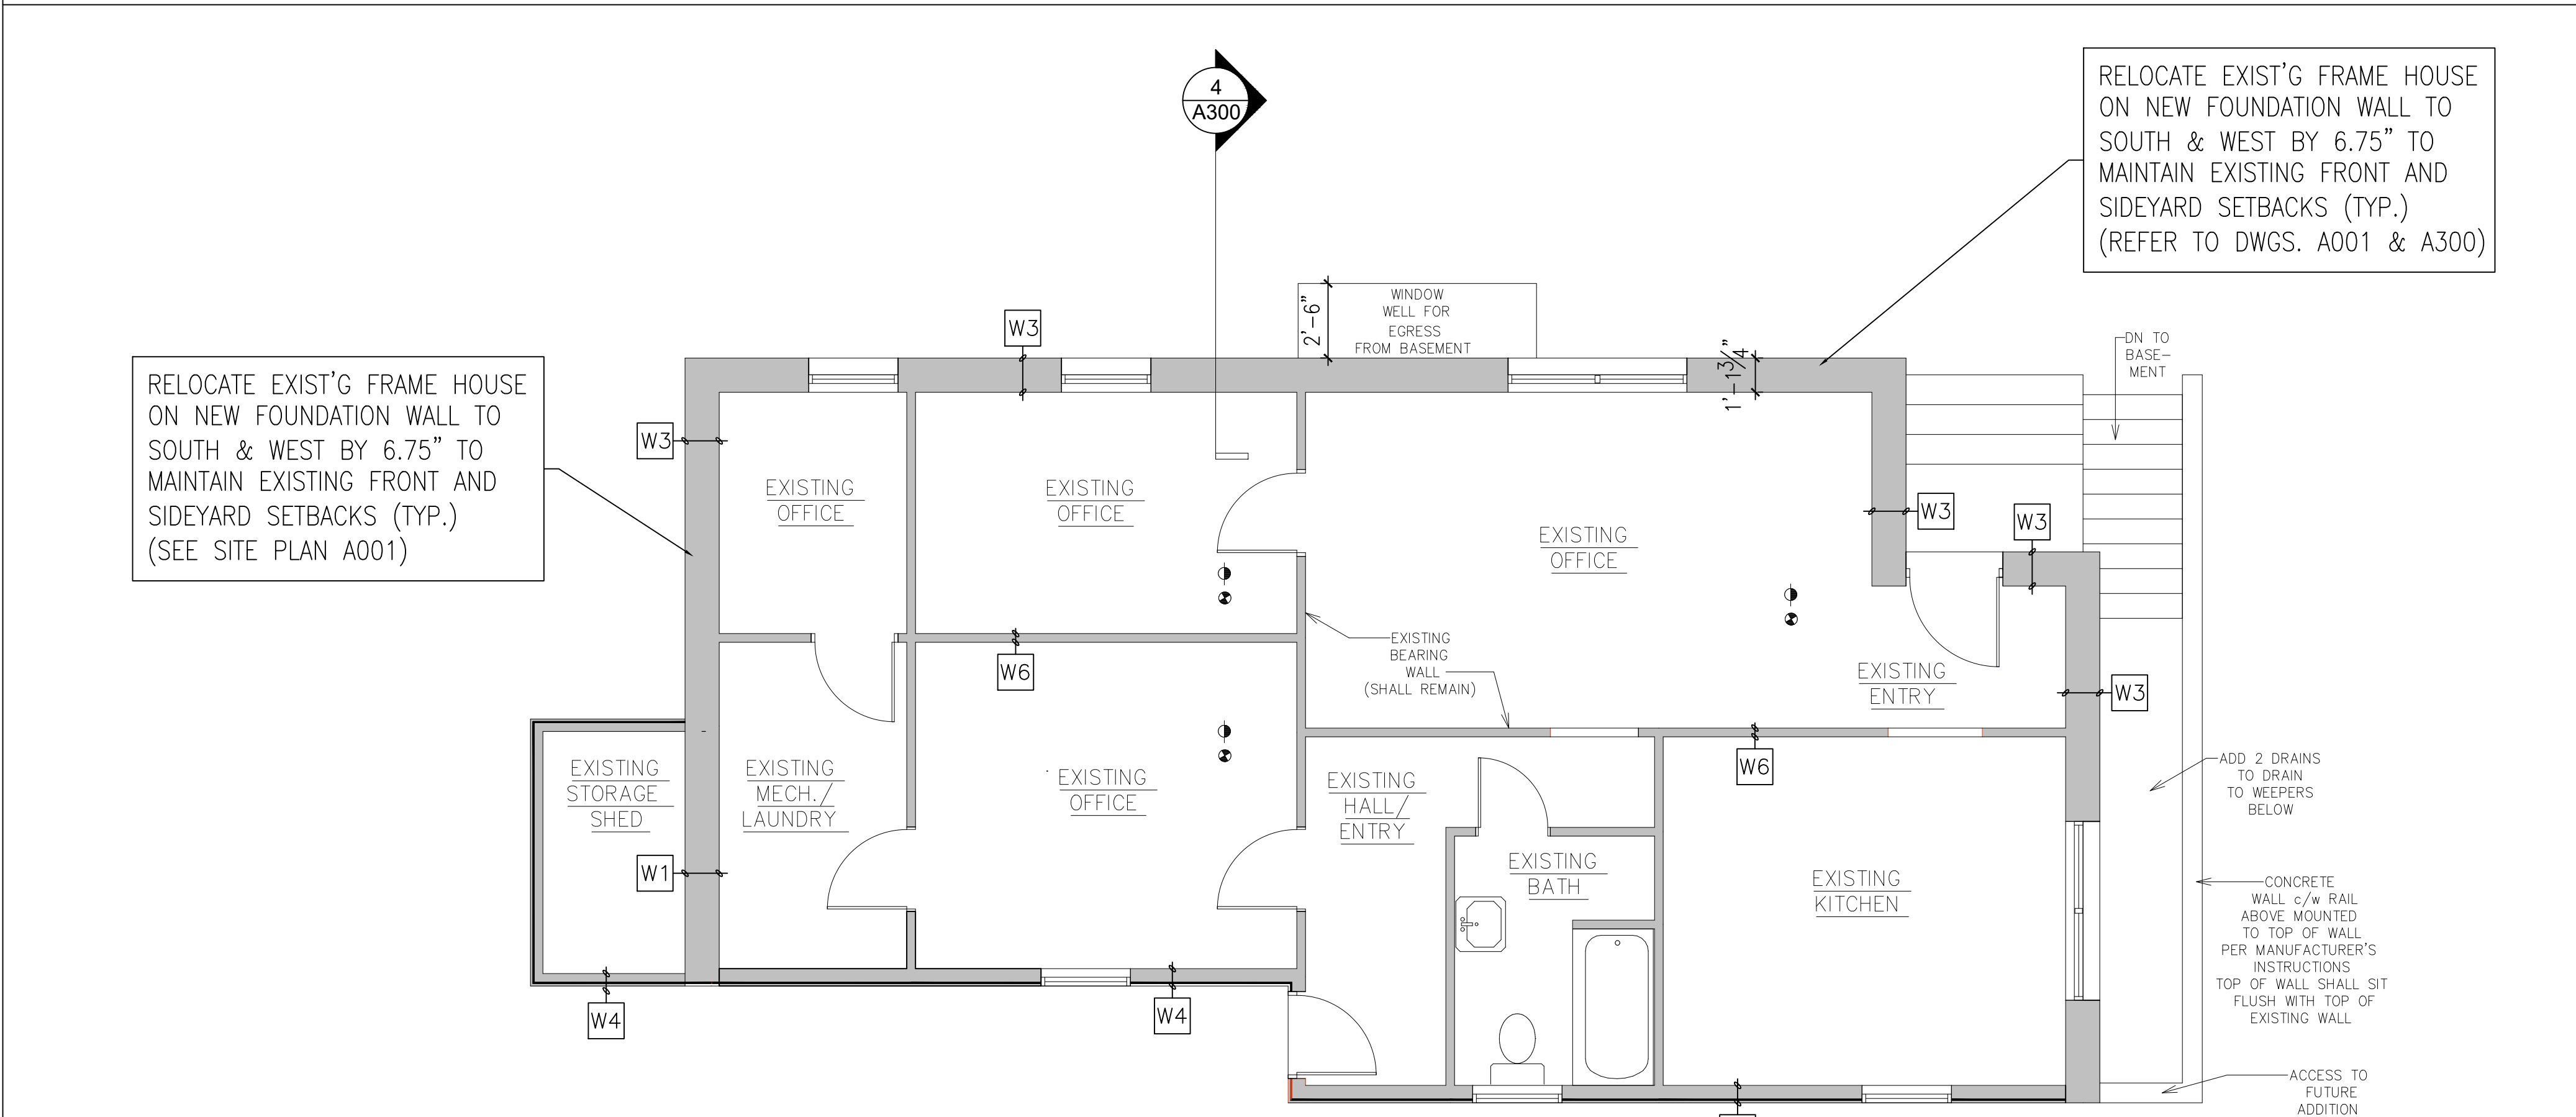 4
A300
RELOCATE EXIST'G FRAME HOUSE
ON NEW FOUNDATION WALL TO
SOUTH & WEST BY 6.75” TO
MAINTAIN EXISTING FRONT AND
SIDEYARD SETBACKS (TYP.)
(REFER TO DWGS. A001 & A300)
RELOCATE EXIST'G FRAME HOUSE
ON NEW FOUNDATION WALL TO
SOUTH & WEST BY 6.75” TO
MAINTAIN EXISTING FRONT AND
SIDEYARD SETBACKS (TYP.)
(SEE SITE PLAN A001)
W3
2'-6”
WINDOW
WELL FOR
EGRESS
FROM BASEMENT
1'-1 3/4”
DN TO
BASE-
MENT
W3
EXISTING
OFFICE
EXISTING
OFFICE
EXISTING
OFFICE
W3
W3
EXISTING
BEARING
WALL
(SHALL REMAIN)
W6
EXISTING
ENTRY
W3
EXISTING
STORAGE
SHED
EXISTING
MECH./
LAUNDRY
EXISTING
OFFICE
EXISTING
HALL/
ENTRY
W6
ADD 2 DRAINS
TO DRAIN
TO WEEPERS
BELOW
W1
EXISTING
BATH
EXISTING
KITCHEN
CONCRETE
WALL c/w RAIL
ABOVE MOUNTED
TO TOP OF WALL
PER MANUFACTURER'S
INSTRUCTIONS
TOP OF WALL SHALL SIT
FLUSH WITH TOP OF
EXISTING WALL
W4
W4
ACCESS TO
FUTURE
ADDITION